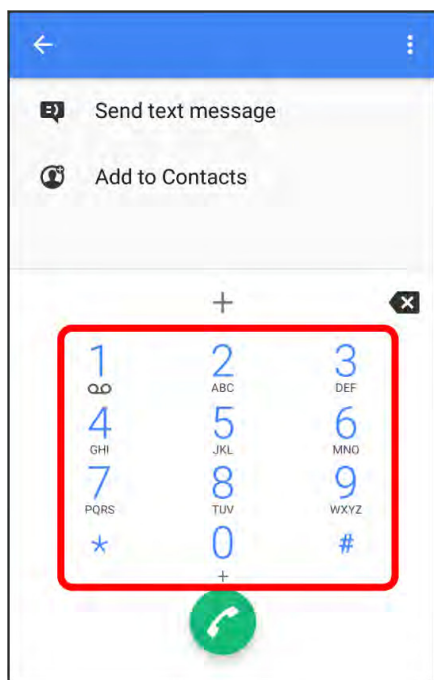 Send text message
Add to Contacts
+
1 2 3
ABC DEF
4 5 6
GHI JKL MNO
7 8 9
PQRS TUV WXYZ
* 0 #
+